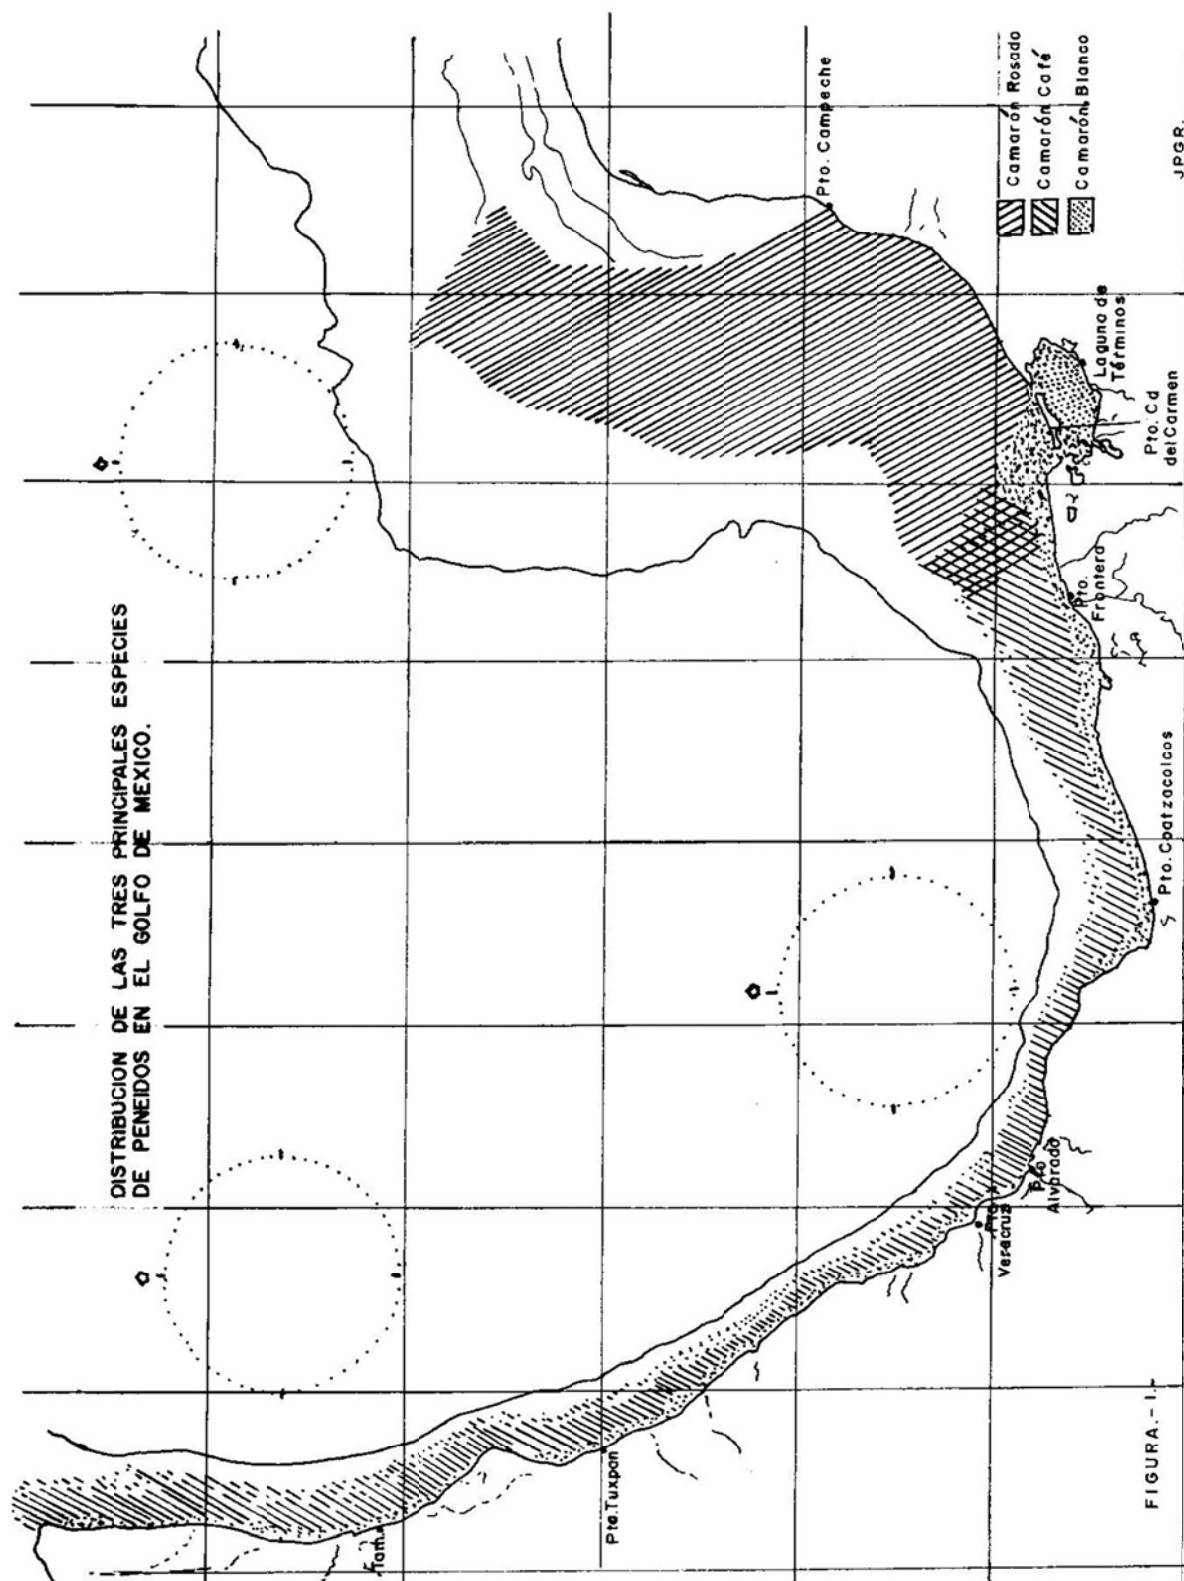 DISTRIBUCION DE LAS TRES PRINCIPALES ESPECIES
DE PENEIDOS EN EL GOLFO DE MEXICO.
Tam.
Pta. Tuxpan
Pto.
Veracruz
Pto
Alvarado
Pto. Coatzacolcos
Pto.
Frontera
Pto. Cd
del Carmen
Laguna de
Términos
Pto. Campeche
Camarón Rosado
Camarón Café
Camarón Blanco
JPGR.
FIGURA.-1.-